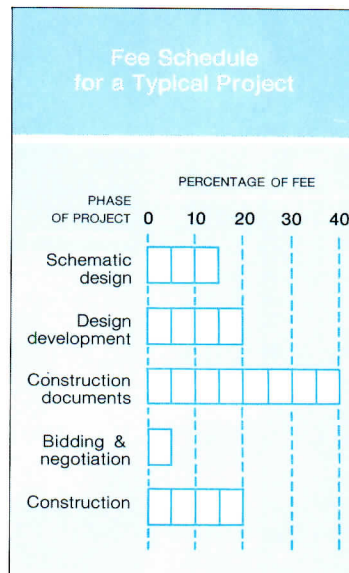 Fee Schedule
for a Typical Project
PERCENTAGE OF FEE
PHASE
OF PROJECT 0 10 20 30 40
Schematic
design
Design
development
Construction
documents
Bidding &
negotiation
Construction